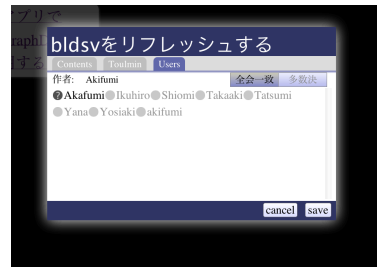 プリで
raph
する
bldsvをリフレッシュする
Contents Toulmin Users
作者: Akifumi 全会一致 多数決
?Akafumi Ikuhiro Shiomi Takaaki Tatsumi
Yana Yosiaki akifumi
cancel save